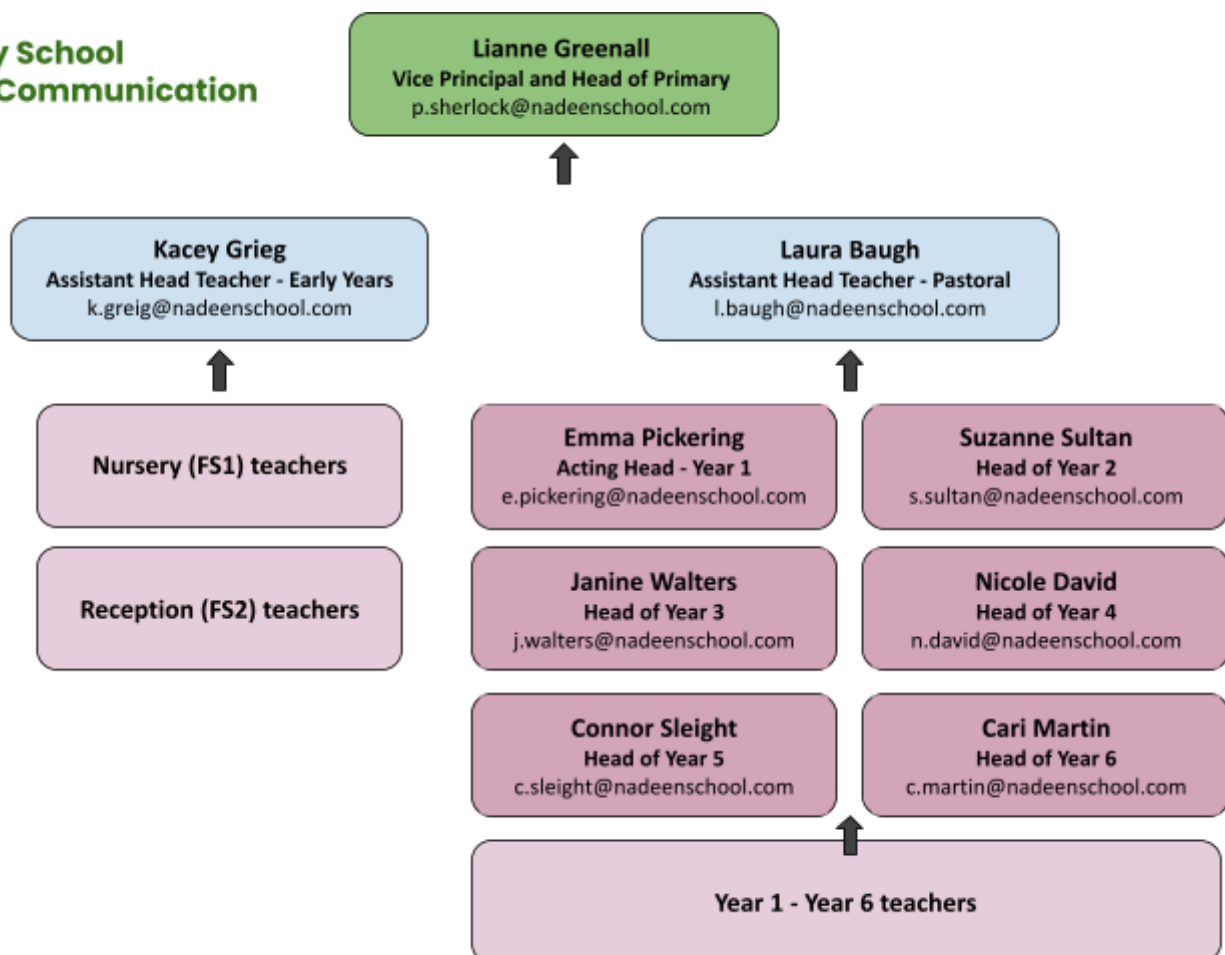 y School
Communication
Lianne Greenall
Vice Principal and Head of Primary
p.sherlock@nadeenschool.com
Kacey Grieg
Assistant Head Teacher - Early Years
k.greig@nadeenschool.com
Laura Baugh
Assistant Head Teacher - Pastoral
l.baugh@nadeenschool.com
Nursery (FS1) teachers
Reception (FS2) teachers
Emma Pickering
Acting Head - Year 1
e.pickering@nadeenschool.com
Suzanne Sultan
Head of Year 2
s.sultan@nadeenschool.com
Janine Walters
Head of Year 3
j.walters@nadeenschool.com
Nicole David
Head of Year 4
n.david@nadeenschool.com
Connor Sleight
Head of Year 5
c.sleight@nadeenschool.com
Cari Martin
Head of Year 6
c.martin@nadeenschool.com
Year 1 - Year 6 teachers